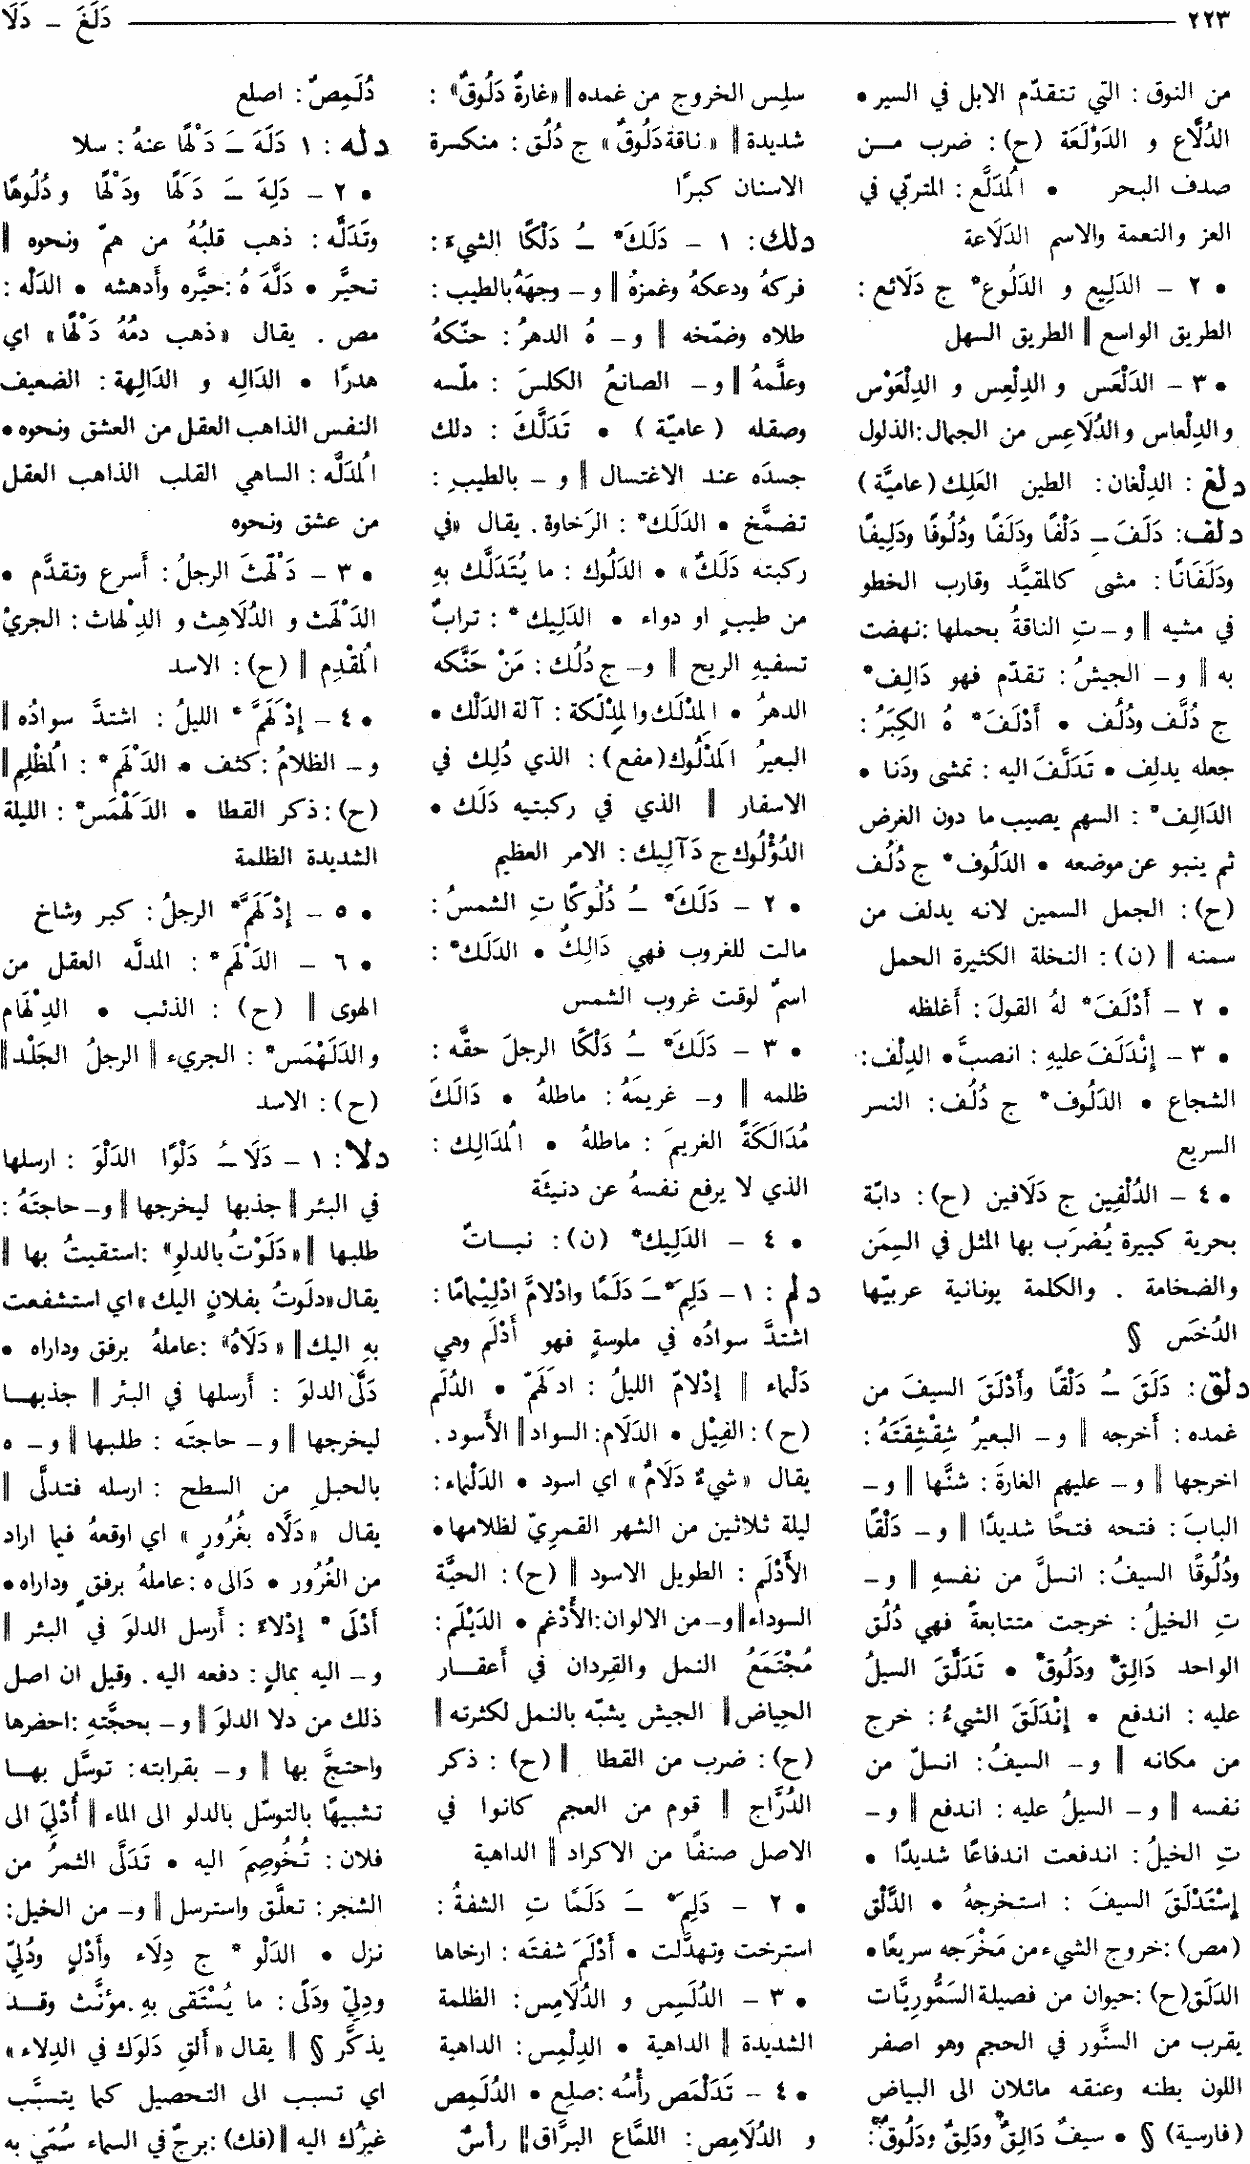 ٢٢٣ دَلَغَ – دَلَا
من النوق : التي تتقدّم الابل في السير •
الدُلَّاع و الدَوْلَعَة (ح): ضرب من
صدف البحر • المُدَلَّع : المتربّي في
العز والنعمة والاسم الدَلَاعة
• ٢ – الدَلِيع و الدَلُوع* ج دَلَائع :
الطريق الواسع ‖ الطريق السهل
• ٣ – الدَلْعَس و الدِلْعِس و الدِلْعَوْس
و الدِلْعاس و الدُلَاعِس من الجمال : الذلول
دلغ : الدِلْغان : الطين العَلِك (عاميَّة)
دلف : دَلَفَ ـِ دَلْفًا ودَلَفًا ودُلُوفًا ودَلِيفًا
ودَلَفَانًا : مشى كالمقيَّد وقارب الخطو
في مشيه ‖ و – تِ الناقةُ بحملها : نهضت
به ‖ و – الجيشُ : تقدّم فهو دَالِف*
ج دُلَّف ودُلُف • أَدْلَفَ* هُ الكِبَرُ :
جعله يدلِف • تَدَلَّفَ اليه : تمشى ودَنا •
الدَالِف* : السهم يصيب ما دون الغرض
ثم ينبو عن موضعه • الدَلُوف* ج دُلُف
(ح) : الجمل السمين لانه يدلف من
سمنه ‖ (ن) : النخلة الكثيرة الحمل
• ٢ – أَدْلَفَ* لهُ القولَ : أغلظه
• ٣ – إِنْدَلَفَ عليهِ : انصبَّ • الدِلْف :
الشجاع • الدَلُوف* ج دُلُف : النسر
السريع
• ٤ – الدُلْفِين ج دَلَافين (ح) : دابّة
بحرية كبيرة يُضرَب بها المثل في السِمَن
والضخامة . والكلمة يونانية عربيّها
الدُخَس §
دلق : دَلَقَ ـُ دَلْقًا وأَدْلَقَ السيفَ من
غمده : أخرجه ‖ و – البعيرُ شِقْشِقَتَهُ :
اخرجها ‖ و – عليهم الغارةَ : شنَّها ‖ و –
البابَ : فتحه فتحًا شديدًا ‖ و – دَلْقًا
ودُلُوقًا السيفُ : انسلَّ من نفسهِ ‖ و –
تِ الخيلُ : خرجت متتابعةً فهي دُلُق
الواحد دَالِق* ودَلُوق* • تَدَلَّقَ السيلُ
عليه : اندفع • إِنْدَلَقَ الشيءُ : خرج
من مكانه ‖ و – السيفُ : انسلّ من
نفسه ‖ و – السيلُ عليه : اندفع ‖ و –
تِ الخيلُ : اندفعت اندفاعًا شديدًا •
إِسْتَدْلَقَ السيفَ : استخرجهُ • الدَّلْق
(مص) : خروج الشيء من مَخْرَجه سريعًا •
الدَلَق (ح) : حيوان من فصيلة السَمُّوريَّات
يقرب من السنَّور في الحجم وهو اصفر
اللون بطنه وعنقه مائلان الى البياض
(فارسية) § • سيفٌ دَالِقٌ* ودَلِقٌ ودَلُوقٌ* :
سلِس الخروج من غمده ‖ «غارةٌ دَلُوقٌ» :
شديدة ‖ «ناقة دَلُوقٌ» ج دُلُق : منكسرة
الاسنان كبرًا
دلك : ١ – دَلَكَ* ـُ دَلْكًا الشيءَ :
فركهُ ودعكهُ وغمزهُ ‖ و – وجهَهُ بالطيب :
طلاه وضمّخه ‖ و – هُ الدهرُ : حنّكهُ
وعلَّمهُ ‖ و – الصانعُ الكلسَ : ملّسه
وصقله (عاميّة) • تَدَلَّكَ : دلك
جسدَه عند الاغتسال ‖ و – بالطيبِ :
تضمَّخ • الدَلَك* : الرَخاوة . يقال «في
ركبته دَلَكٌ» • الدَلُوك : ما يُتَدَلَّك بهِ
من طيبٍ او دواء • الدَلِيك* : ترابٌ
تسفيهِ الريح ‖ و – ج دُلُك : مَنْ حَنَّكه
الدهرُ • المِدْلَك والمِدْلَكة : آلة الدَلْك •
البعيرُ المَدْلُوك (مفع) : الذي دُلِك في
الاسفار ‖ الذي في ركبتيه دَلَك •
الدُؤْلُوك ج دَآلِيك : الامر العظيم
• ٢ – دَلَكَ* ـُ دُلُوكًا تِ الشمسُ :
مالت للغروب فهي دَالِكٌ • الدَلَك* :
اسمٌ لوقت غروب الشمس
• ٣ – دَلَكَ* ـُ دَلْكًا الرجلَ حقَّه :
ظلمه ‖ و – غريمَهُ : ماطلهُ • دَالَكَ
مُدَالَكَةً الغريمَ : ماطلهُ • المُدَالِك :
الذي لا يرفع نفسهُ عن دنيئَة
• ٤ – الدَلِيك* (ن) : نباتٌ
دلم : ١ – دَلِمَ* ـَ دَلَمًا وادْلامَّ ادْلِيْمامًا :
اشتدَّ سوادُه في ملوسةٍ فهو أَدْلَم وهي
دَلْماء ‖ إِدْلامّ الليلُ : ادلَهَمّ • الدُلَم
(ح) : الفِيْل • الدَلَام : السواد ‖ الأَسود .
يقال «شيءٌ دَلَامٌ» اي اسود • الدَلْماء :
ليلة ثلاثين من الشهر القمريّ لظلامها •
الأَدْلَم : الطويل الاسود ‖ (ح) : الحيَّة
السوداء ‖ و – من الالوان : الأَدْغم • الدَيْلَم :
مُجْتَمَعُ النمل والقِردان في أعقار
الحِياض ‖ الجيش يشبّه بالنمل لكثرته ‖
(ح) : ضرب من القطا ‖ (ح) : ذكر
الدُرَّاج ‖ قوم من العجم كانوا في
الاصل صنفًا من الاكراد ‖ الداهية
• ٢ – دَلِمَ* ـَ دَلَمًا تِ الشفةُ :
استرخت وتهدَّلت • أَدْلَمَ شفتَه : ارخاها
• ٣ – الدُلَمِس و الدُلَامِس : الظلمة
الشديدة ‖ الداهية • الدِلْمِس : الداهية
• ٤ – تَدَلْمَص رأْسُه : صلِع • الدُلَمِص
و الدُلَامِص : اللمَّاع البرَّاق ‖ رأسٌ
دُلَمِصٌ : اصلع
دله : ١ دَلَهَ ـَ دَلْهًا عنهُ : سلا
• ٢ – دَلِهَ ـَ دَلَهًا ودَلْهًا ودُلُوهًا
وتَدَلَّه : ذهب قلبُهُ من همّ ونحوه ‖
تحيَّر • دَلَّهَ هُ : حيَّره وأَدهشه • الدَلْه :
مص . يقال «ذهب دمُهُ دَلْهًا» اي
هدرًا • الدَالِه و الدَالِهة : الضعيف
النفس الذاهب العقل من العشق ونحوه •
المُدَلَّه : الساهي القلب الذاهب العقل
من عشق ونحوه
• ٣ – دَلْهَثَ الرجلُ : أَسرع وتقدَّم •
الدَلْهَث و الدُلَاهِث و الدِلْهاث : الجريْ
المُقْدِم ‖ (ح) : الاسد
• ٤ – إِدْلَهَمَّ* الليلُ : اشتدَّ سوادُه ‖
و – الظلامُ : كثف • الدَلْهَم* : المُظْلِم ‖
(ح) : ذكر القطا • الدَلَهْمَس* : الليلة
الشديدة الظلمة
• ٥ – إِدْلَهَمَّ* الرجلُ : كبر وشاخ
• ٦ – الدَلْهَم* : المدلَّه العقل من
الهوى ‖ (ح) : الذئب • الدِلْهَام
و الدَلَهْمَس* : الجريء ‖ الرجلُ الجَلْد ‖
(ح) : الاسد
دلا : ١ – دَلَا ـُ دَلْوًا الدَلْوَ : ارسلها
في البئر ‖ جذبها ليخرجها ‖ و – حاجتَهُ :
طلبها ‖ «دَلَوْتُ بالدلوِ» : استقيتُ بها ‖
يقال «دلَوتُ بفلانٍ اليك» اي استشفعت
بهِ اليك ‖ «دَلَاهُ» : عاملهُ برفق وداراه •
دَلَّى الدلوَ : أَرسلها في البئر ‖ جذبها
ليخرجها ‖ و – حاجتَه : طلبها ‖ و – ه
بالحبلِ من السطح : ارسله فتدلَّى ‖
يقال «دَلَّاه بغُرُورٍ» اي اوقعهُ فيما اراد
من الغُرُور • دَالى ه : عاملهُ برفقٍ وداراه •
أَدْلَى* إِدْلاءً : أَرسل الدلوَ في البئر ‖
و – اليه بمالٍ : دفعه اليه . وقيل ان اصل
ذلك من دلا الدلوَ ‖ و – بحجَّتهِ : احضرها
واحتجَّ بها ‖ و – بقرابته : توسَّل بها
تشبيهًا بالتوسّل بالدلو الى الماء ‖ أُدْلِيَ الى
فلان : تُخُوصِمَ اليه • تَدَلَّى الثمرُ من
الشجر : تعلَّق واسترسل ‖ و – من الخيل :
نزل • الدَلْو* ج دِلَاء وأَدْلٍ ودُلِيّ
ودِلِيّ ودَلًى : ما يُسْتَقى بهِ . مؤنَّث وقد
يذكَّر § ‖ يقال «أَلقِ دَلوَك في الدِلاء»
اي تسبب الى التحصيل كما يتسبَّب
غيرُك اليه ‖ (فك) : برجٌ في السماء سُمّي به